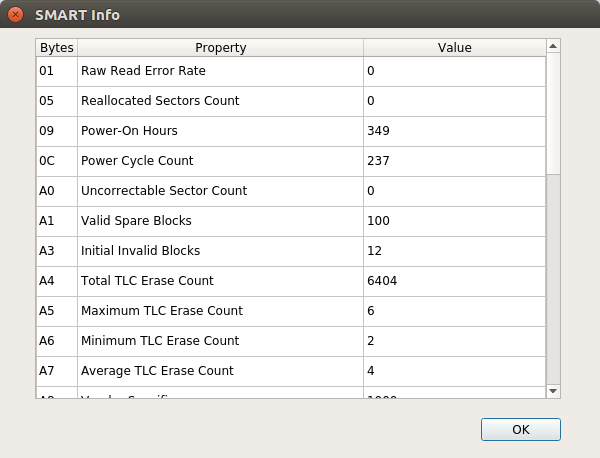 SMART Info
Bytes Property Value
01 Raw Read Error Rate 0
05 Reallocated Sectors Count 0
09 Power-On Hours 349
0C Power Cycle Count 237
A0 Uncorrectable Sector Count 0
A1 Valid Spare Blocks 100
A3 Initial Invalid Blocks 12
A4 Total TLC Erase Count 6404
A5 Maximum TLC Erase Count 6
A6 Minimum TLC Erase Count 2
A7 Average TLC Erase Count 4
OK